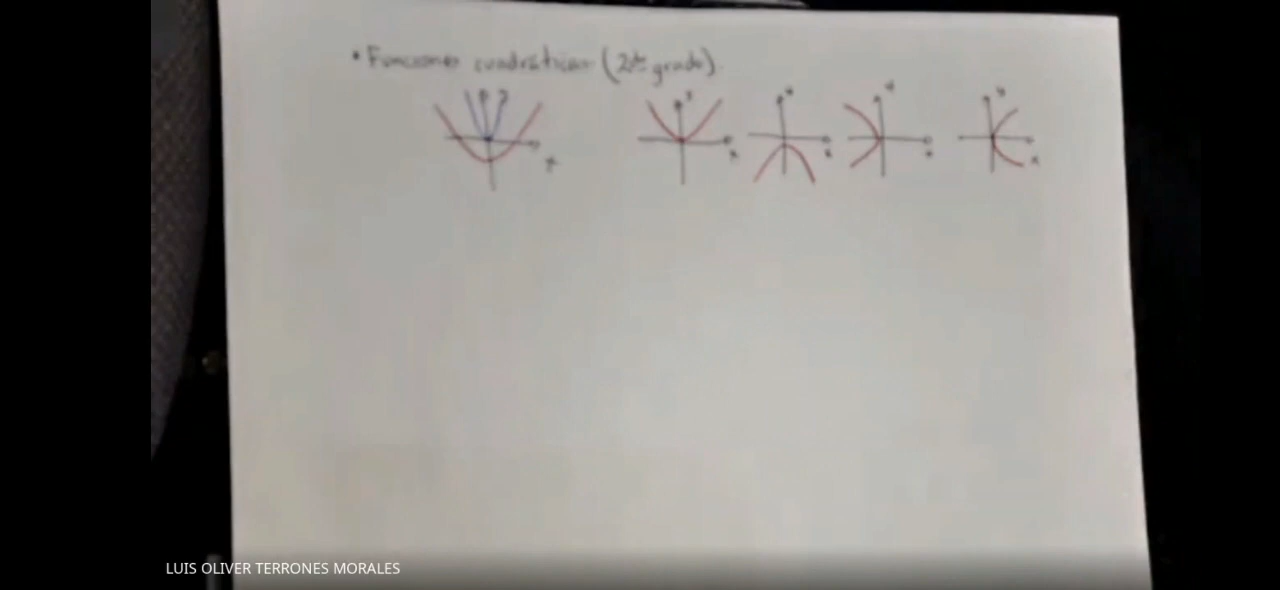 • Funciones cuadráticas (2do grado).
y y y y y
x x x x x
LUIS OLIVER TERRONES MORALES